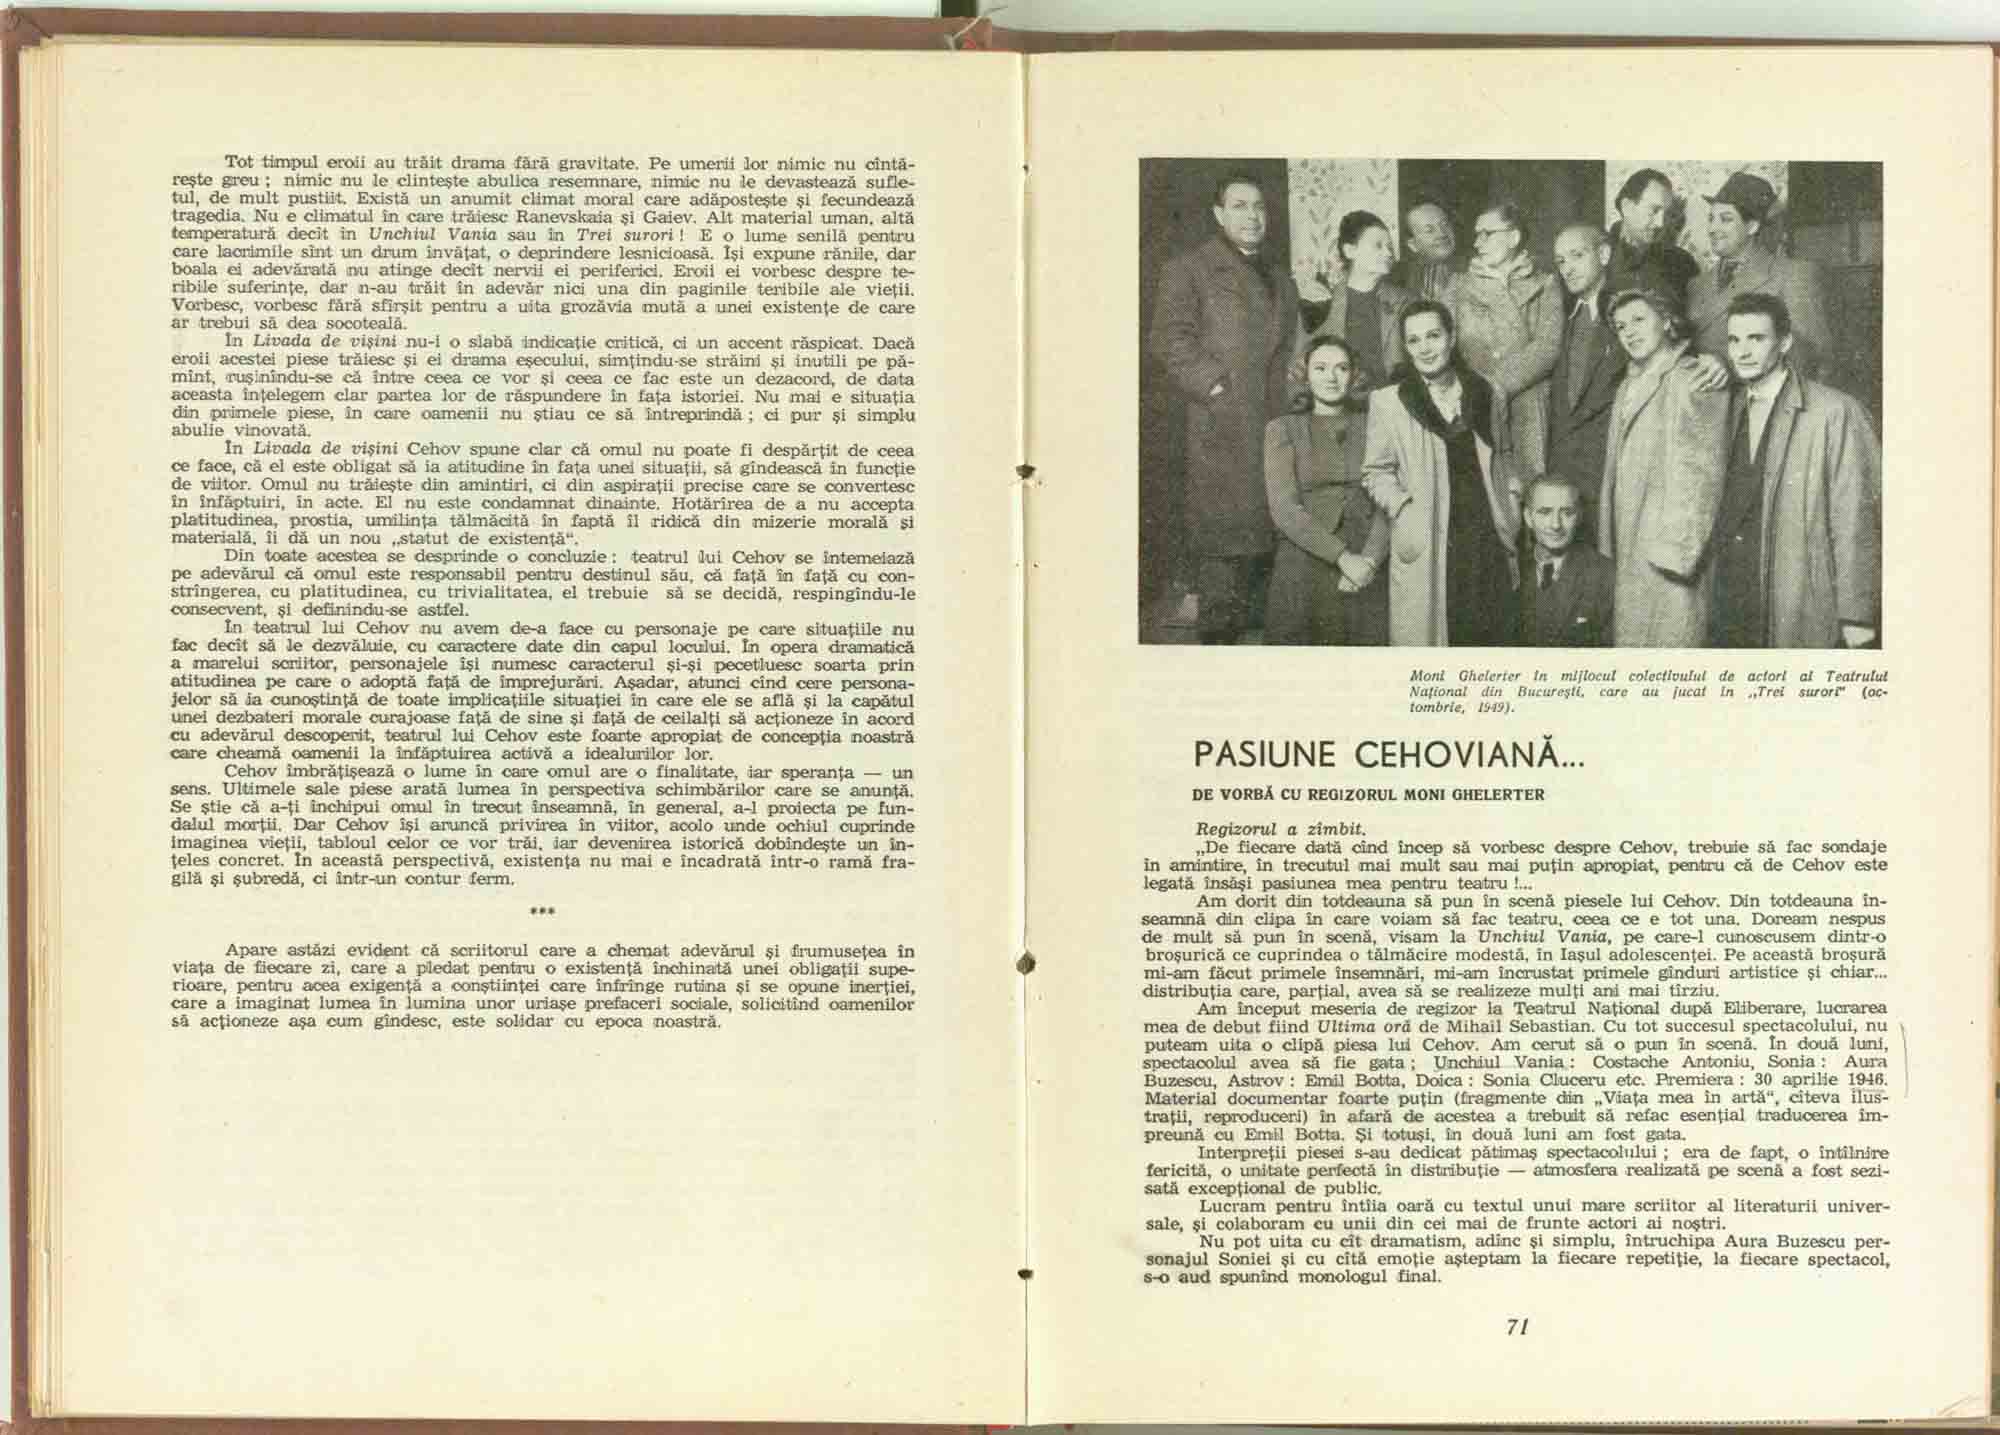 Tot timpul eroii au trăit drama fără gravitate. Pe umerii lor nimic nu cîntă-
rește greu ; nimic nu le clintește abulica resemnare, nimic nu le devastează sufle-
tul, de mult pustiit. Există un anumit climat moral care adăpostește și fecundează
tragedia. Nu e climatul în care trăiesc Ranevskaia și Gaiev. Alt material uman, altă
temperatură decît în Unchiul Vania sau în Trei surori ! E o lume senilă pentru
care lacrimile sînt un drum învățat, o deprindere lesnicioasă. Își expune rănile, dar
boala ei adevărată nu atinge decît nervii ei periferici. Eroii ei vorbesc despre te-
ribile suferințe, dar n-au trăit în adevăr nici una din paginile teribile ale vieții.
Vorbesc, vorbesc fără sfîrșit pentru a uita grozăvia mută a unei existențe de care
ar trebui să dea socoteală.
În Livada de vișini nu-i o slabă indicație critică, ci un accent răspicat. Dacă
eroii acestei piese trăiesc și ei drama eșecului, simțindu-se străini și inutili pe pă-
mînt, rușinîndu-se că între ceea ce vor și ceea ce fac este un dezacord, de data
aceasta înțelegem clar partea lor de răspundere în fața istoriei. Nu mai e situația
din primele piese, în care oamenii nu știau ce să întreprindă ; ci pur și simplu
abulie vinovată.
În Livada de vișini Cehov spune clar că omul nu poate fi despărțit de ceea
ce face, că el este obligat să ia atitudine în fața unei situații, să gîndească în funcție
de viitor. Omul nu trăiește din amintiri, ci din aspirații precise care se convertesc
în înfăptuiri, în acte. El nu este condamnat dinainte. Hotărîrea de a nu accepta
platitudinea, prostia, umilința tălmăcită în faptă îl ridică din mizerie morală și
materială, îi dă un nou „statut de existență“.
Din toate acestea se desprinde o concluzie : teatrul lui Cehov se întemeiază
pe adevărul că omul este responsabil pentru destinul său, că față în față cu con-
strîngerea, cu platitudinea, cu trivialitatea, el trebuie să se decidă, respingîndu-le
consecvent, și definindu-se astfel.
În teatrul lui Cehov nu avem de-a face cu personaje pe care situațiile nu
fac decît să le dezvăluie, cu caractere date din capul locului. În opera dramatică
a marelui scriitor, personajele își numesc caracterul și-și pecetluesc soarta prin
atitudinea pe care o adoptă față de împrejurări. Așadar, atunci cînd cere persona-
jelor să ia cunoștință de toate implicațiile situației în care ele se află și la capătul
unei dezbateri morale curajoase față de sine și față de ceilalți să acționeze în acord
cu adevărul descoperit, teatrul lui Cehov este foarte apropiat de concepția noastră
care cheamă oamenii la înfăptuirea activă a idealurilor lor.
Cehov îmbrățișează o lume în care omul are o finalitate, iar speranța — un
sens. Ultimele sale piese arată lumea în perspectiva schimbărilor care se anunță.
Se știe că a-ți închipui omul în trecut înseamnă, în general, a-l proiecta pe fun-
dalul morții. Dar Cehov își aruncă privirea în viitor, acolo unde ochiul cuprinde
imaginea vieții, tabloul celor ce vor trăi, iar devenirea istorică dobîndește un în-
țeles concret. În această perspectivă, existența nu mai e încadrată într-o ramă fra-
gilă și șubredă, ci într-un contur ferm.
***
Apare astăzi evident că scriitorul care a chemat adevărul și frumusețea în
viața de fiecare zi, care a pledat pentru o existență închinată unei obligații supe-
rioare, pentru acea exigență a conștiinței care înfrînge rutina și se opune inerției,
care a imaginat lumea în lumina unor uriașe prefaceri sociale, solicitînd oamenilor
să acționeze așa cum gîndesc, este solidar cu epoca noastră.
Moni Ghelerter în mijlocul colectivului de actori al Teatrului
Național din București, care au jucat în „Trei surori“ (oc-
tombrie, 1949).
PASIUNE CEHOVIANĂ...
DE VORBĂ CU REGIZORUL MONI GHELERTER
Regizorul a zîmbit.
„De fiecare dată cînd încep să vorbesc despre Cehov, trebuie să fac sondaje
în amintire, în trecutul mai mult sau mai puțin apropiat, pentru că de Cehov este
legată însăși pasiunea mea pentru teatru !...
Am dorit din totdeauna să pun în scenă piesele lui Cehov. Din totdeauna în-
seamnă din clipa în care voiam să fac teatru, ceea ce e tot una. Doream nespus
de mult să pun în scenă, visam la Unchiul Vania, pe care-l cunoscusem dintr-o
broșurică ce cuprindea o tălmăcire modestă, în Iașul adolescenței. Pe această broșură
mi-am făcut primele însemnări, mi-am încrustat primele gînduri artistice și chiar...
distribuția care, parțial, avea să se realizeze mulți ani mai tîrziu.
Am început meseria de regizor la Teatrul Național după Eliberare, lucrarea
mea de debut fiind Ultima oră de Mihail Sebastian. Cu tot succesul spectacolului, nu
puteam uita o clipă piesa lui Cehov. Am cerut să o pun în scenă. În două luni,
spectacolul avea să fie gata ; Unchiul Vania : Costache Antoniu, Sonia : Aura
Buzescu, Astrov : Emil Botta, Doica : Sonia Cluceru etc. Premiera : 30 aprilie 1946.
Material documentar foarte puțin (fragmente din „Viața mea în artă“, cîteva ilus-
trații, reproduceri) în afară de acestea a trebuit să refac esențial traducerea îm-
preună cu Emil Botta. Și totuși, în două luni am fost gata.
Interpreții piesei s-au dedicat pătimaș spectacolului ; era de fapt, o întîlnire
fericită, o unitate perfectă în distribuție — atmosfera realizată pe scenă a fost sezi-
sată excepțional de public.
Lucram pentru întîia oară cu textul unui mare scriitor al literaturii univer-
sale, și colaboram cu unii din cei mai de frunte actori ai noștri.
Nu pot uita cu cît dramatism, adînc și simplu, întruchipa Aura Buzescu per-
sonajul Soniei și cu cîtă emoție așteptam la fiecare repetiție, la fiecare spectacol,
s-o aud spunînd monologul final.
71